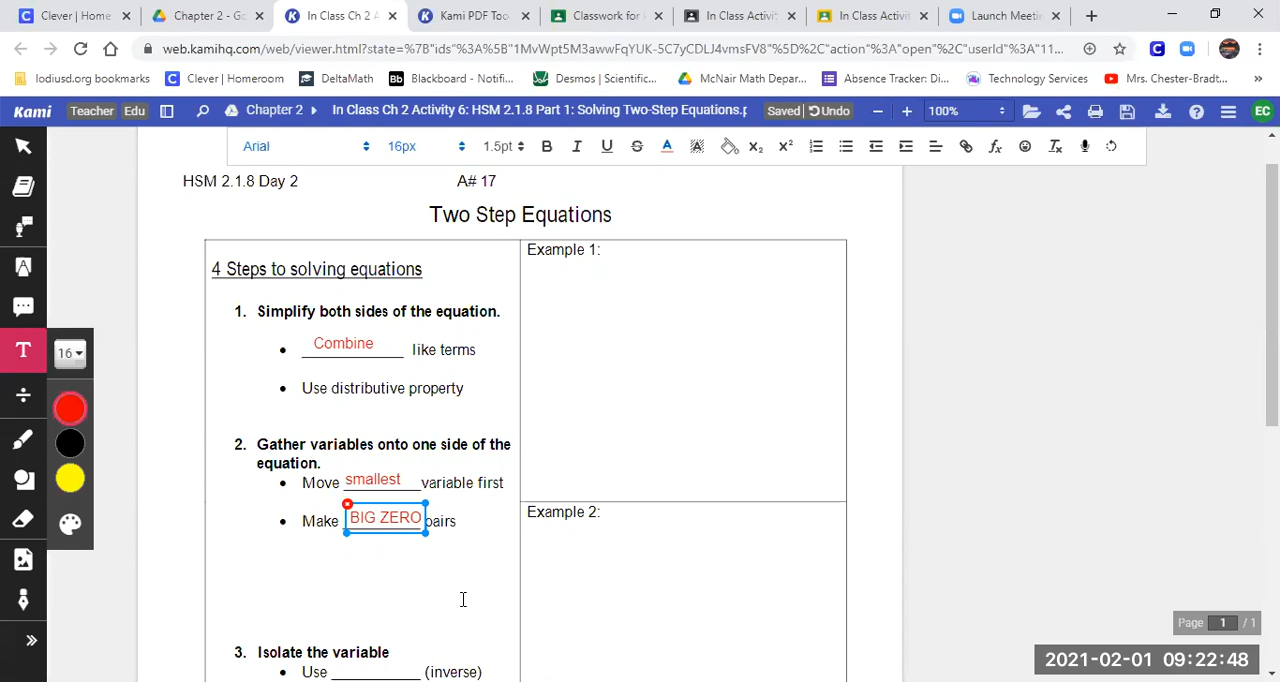 Clever | Home
Chapter 2 - Go
In Class Ch 2 A
Kami PDF Too
Classwork for
In Class Activi
In Class Activi
Launch Meeti
web.kamihq.com/web/viewer.html?state=%7B"ids"%3A%5B"1MvWpt5M3awwFqYUK-5C7yCDLJ4vmsFV8"%5D%2C"action"%3A"open"%2C"userId"%3A"11...
lodiusd.org bookmarks
Clever | Homeroom
DeltaMath
Bb Blackboard - Notifi...
Desmos | Scientific...
McNair Math Depar...
Absence Tracker: Di...
Technology Services
Mrs. Chester-Bradt...
Kami Teacher Edu Chapter 2 In Class Ch 2 Activity 6: HSM 2.1.8 Part 1: Solving Two-Step Equations.p Saved Undo 100% EC
Arial 16px 1.5pt B I U S A
HSM 2.1.8 Day 2 A# 17
Two Step Equations
4 Steps to solving equations
1. Simplify both sides of the equation.
• Combine like terms
• Use distributive property
2. Gather variables onto one side of the
equation.
• Move smallest variable first
• Make BIG ZERO pairs
3. Isolate the variable
• Use ___________ (inverse)
Example 1:
Example 2:
T 16
Page 1 / 1
2021-02-01 09:22:48